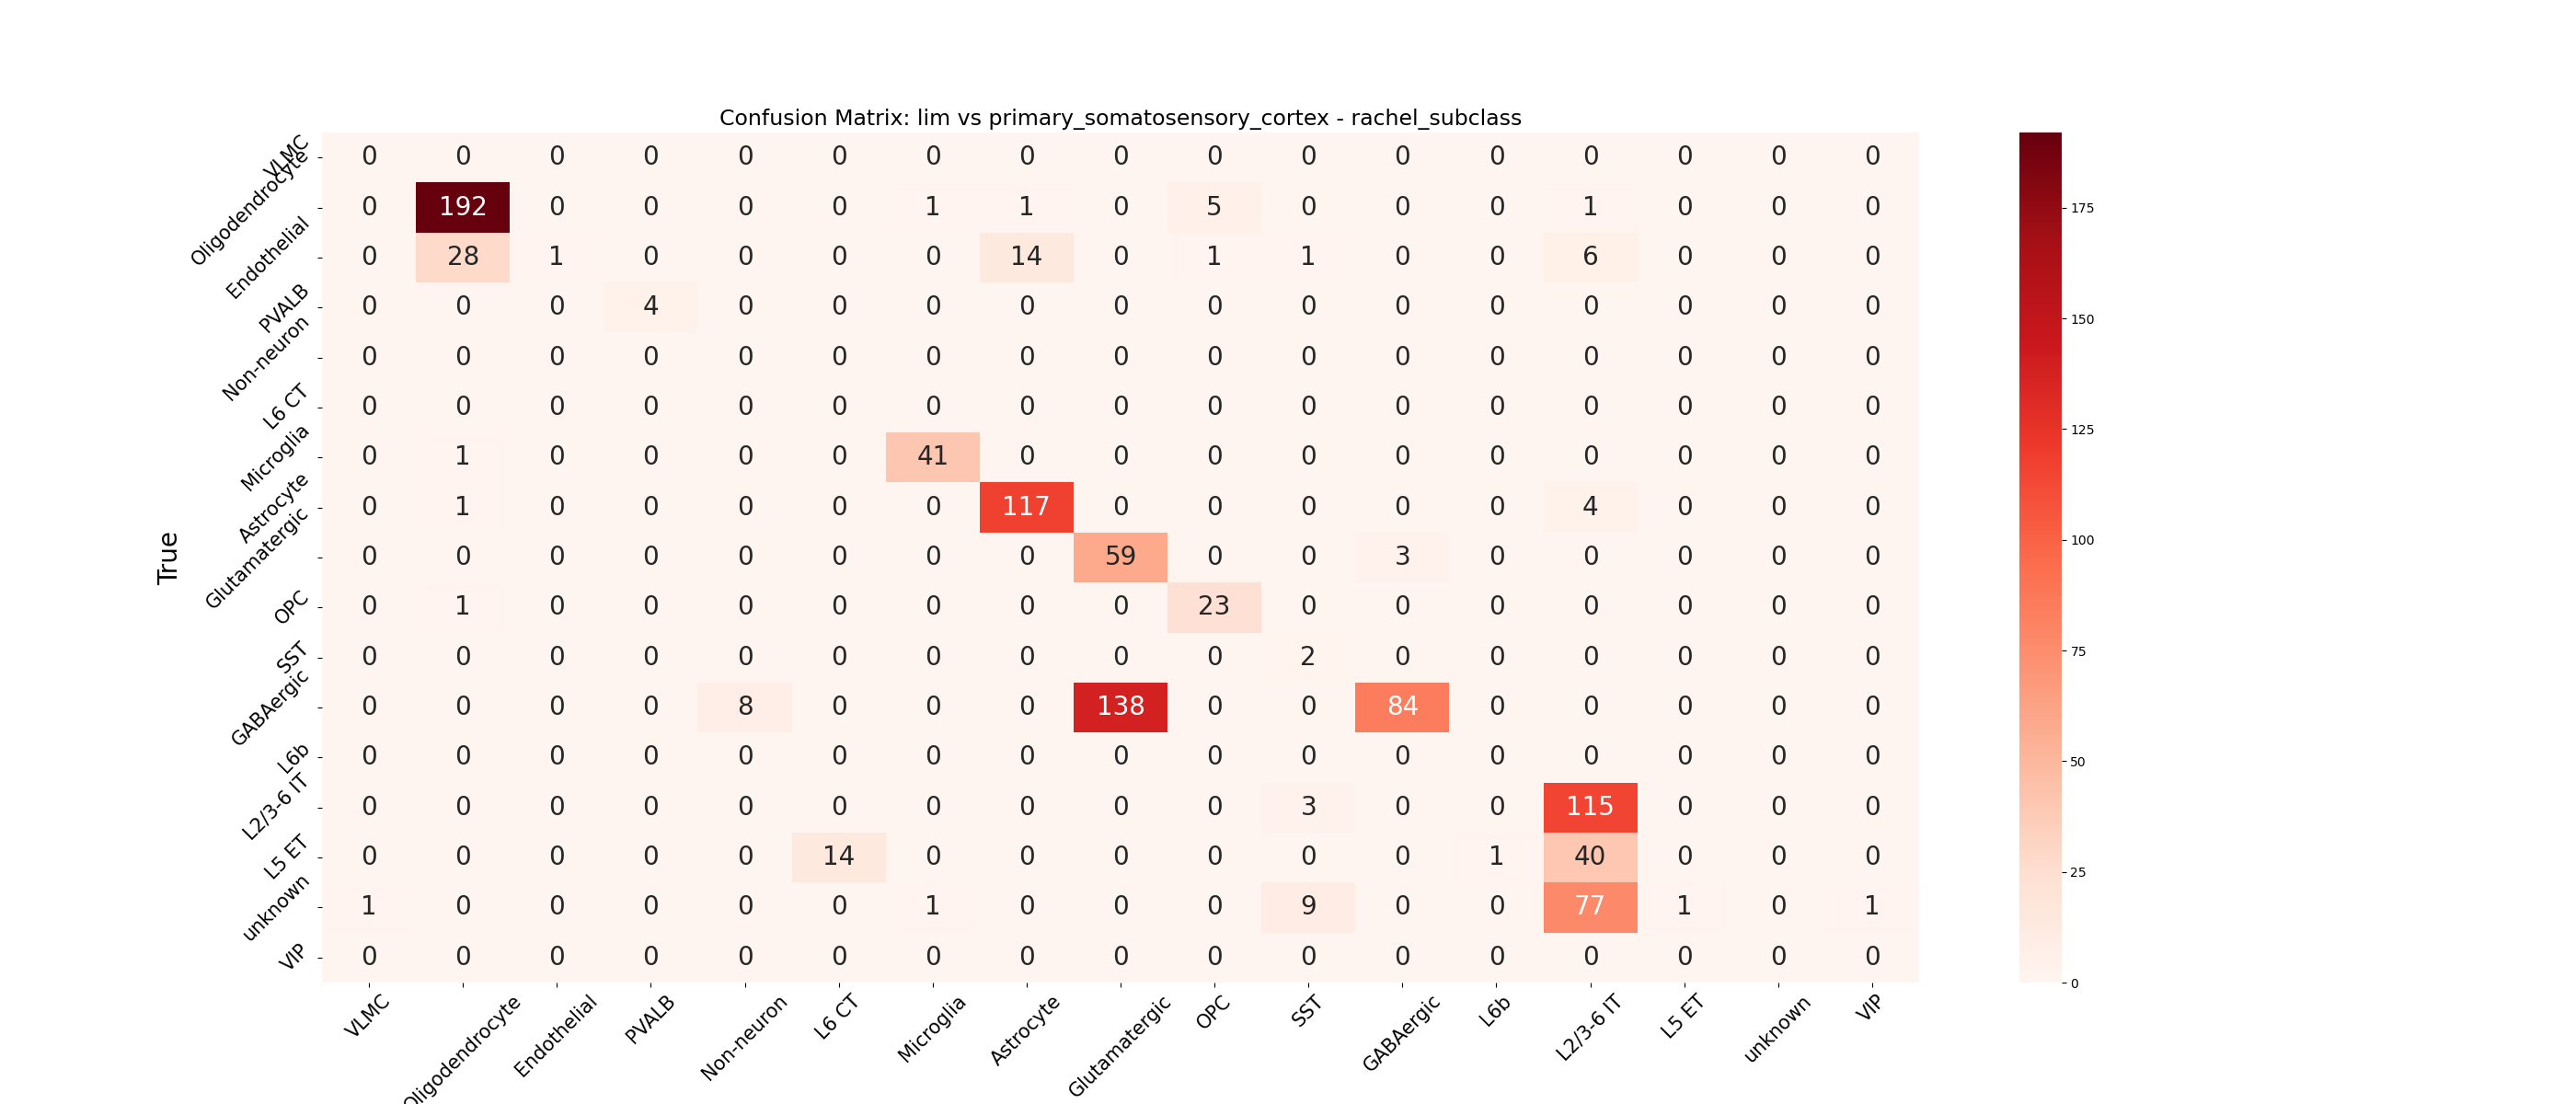 Confusion Matrix: lim vs primary_somatosensory_cortex - rachel_subclass
True
VLMC 0 0 0 0 0 0 0 0 0 0 0 0 0 0 0 0 0
Oligodendrocyte 0 192 0 0 0 0 1 1 0 5 0 0 0 1 0 0 0
Endothelial 0 28 1 0 0 0 0 14 0 1 1 0 0 6 0 0 0
PVALB 0 0 0 4 0 0 0 0 0 0 0 0 0 0 0 0 0
Non-neuron 0 0 0 0 0 0 0 0 0 0 0 0 0 0 0 0 0
L6 CT 0 0 0 0 0 0 0 0 0 0 0 0 0 0 0 0 0
Microglia 0 1 0 0 0 0 41 0 0 0 0 0 0 0 0 0 0
Astrocyte 0 1 0 0 0 0 0 117 0 0 0 0 0 4 0 0 0
Glutamatergic 0 0 0 0 0 0 0 0 59 0 0 3 0 0 0 0 0
OPC 0 1 0 0 0 0 0 0 0 23 0 0 0 0 0 0 0
SST 0 0 0 0 0 0 0 0 0 0 2 0 0 0 0 0 0
GABAergic 0 0 0 0 8 0 0 0 138 0 0 84 0 0 0 0 0
L6b 0 0 0 0 0 0 0 0 0 0 0 0 0 0 0 0 0
L2/3-6 IT 0 0 0 0 0 0 0 0 0 0 3 0 0 115 0 0 0
L5 ET 0 0 0 0 0 14 0 0 0 0 0 0 1 40 0 0 0
unknown 1 0 0 0 0 0 1 0 0 0 9 0 0 77 1 0 1
VIP 0 0 0 0 0 0 0 0 0 0 0 0 0 0 0 0 0
VLMC Oligodendrocyte Endothelial PVALB Non-neuron L6 CT Microglia Astrocyte Glutamatergic OPC SST GABAergic L6b L2/3-6 IT L5 ET unknown VIP
175
150
125
100
75
50
25
0